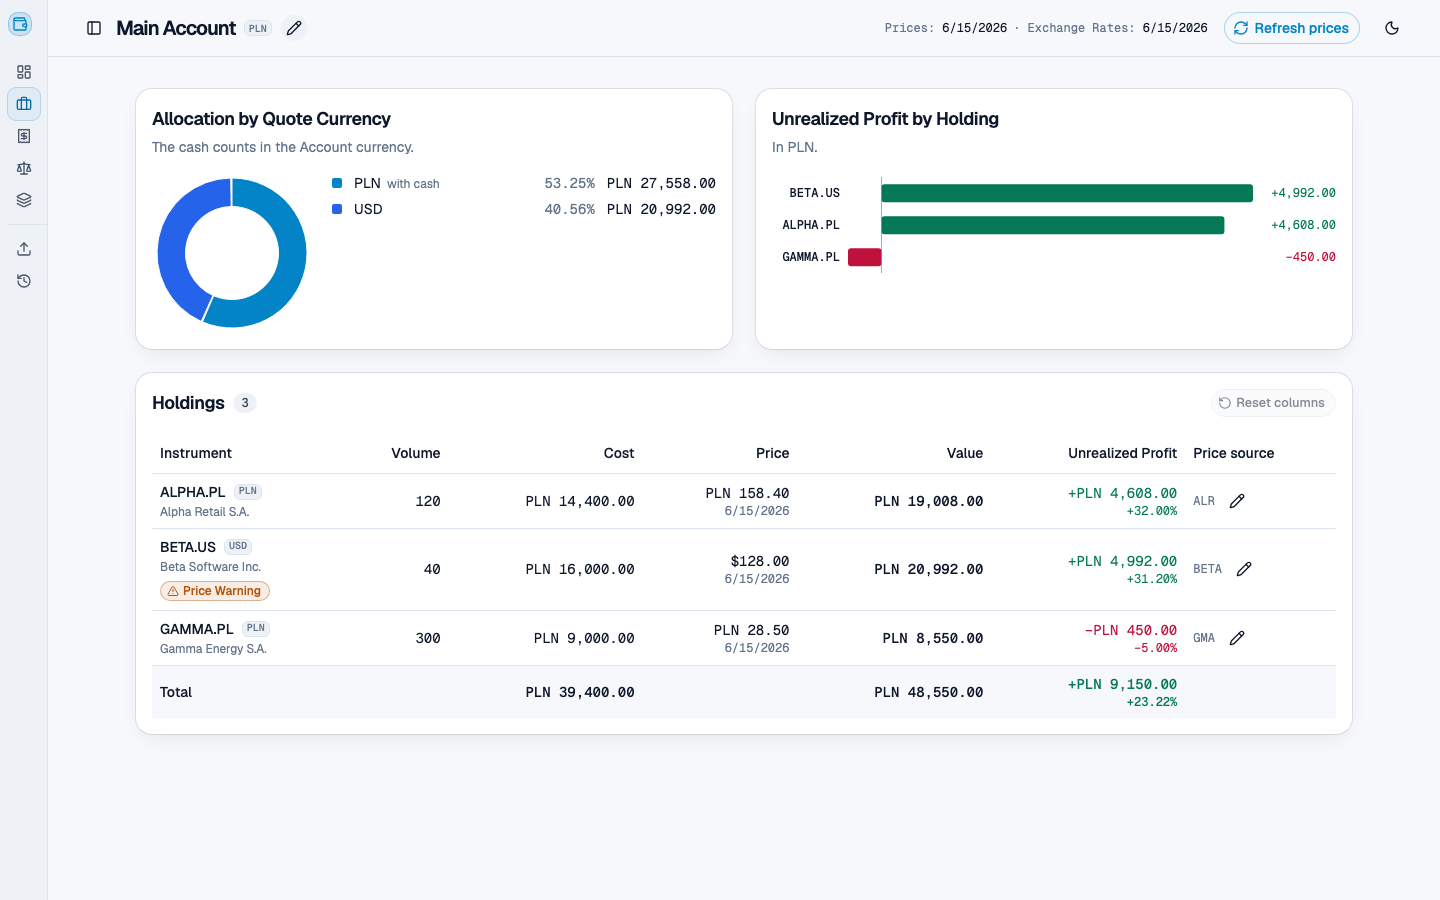 Main Account PLN
Prices: 6/15/2026 · Exchange Rates: 6/15/2026
Refresh prices
Allocation by Quote Currency
The cash counts in the Account currency.
PLN with cash 53.25% PLN 27,558.00
USD 40.56% PLN 20,992.00
Unrealized Profit by Holding
In PLN.
BETA.US +4,992.00
ALPHA.PL +4,608.00
GAMMA.PL −450.00
Holdings 3
Reset columns
Instrument Volume Cost Price Value Unrealized Profit Price source
ALPHA.PL PLN 120 PLN 14,400.00 PLN 158.40 PLN 19,008.00 +PLN 4,608.00 ALR
Alpha Retail S.A. 6/15/2026 +32.00%
BETA.US USD 40 PLN 16,000.00 $128.00 PLN 20,992.00 +PLN 4,992.00 BETA
Beta Software Inc. 6/15/2026 +31.20%
Price Warning
GAMMA.PL PLN 300 PLN 9,000.00 PLN 28.50 PLN 8,550.00 −PLN 450.00 GMA
Gamma Energy S.A. 6/15/2026 −5.00%
Total PLN 39,400.00 PLN 48,550.00 +PLN 9,150.00
+23.22%